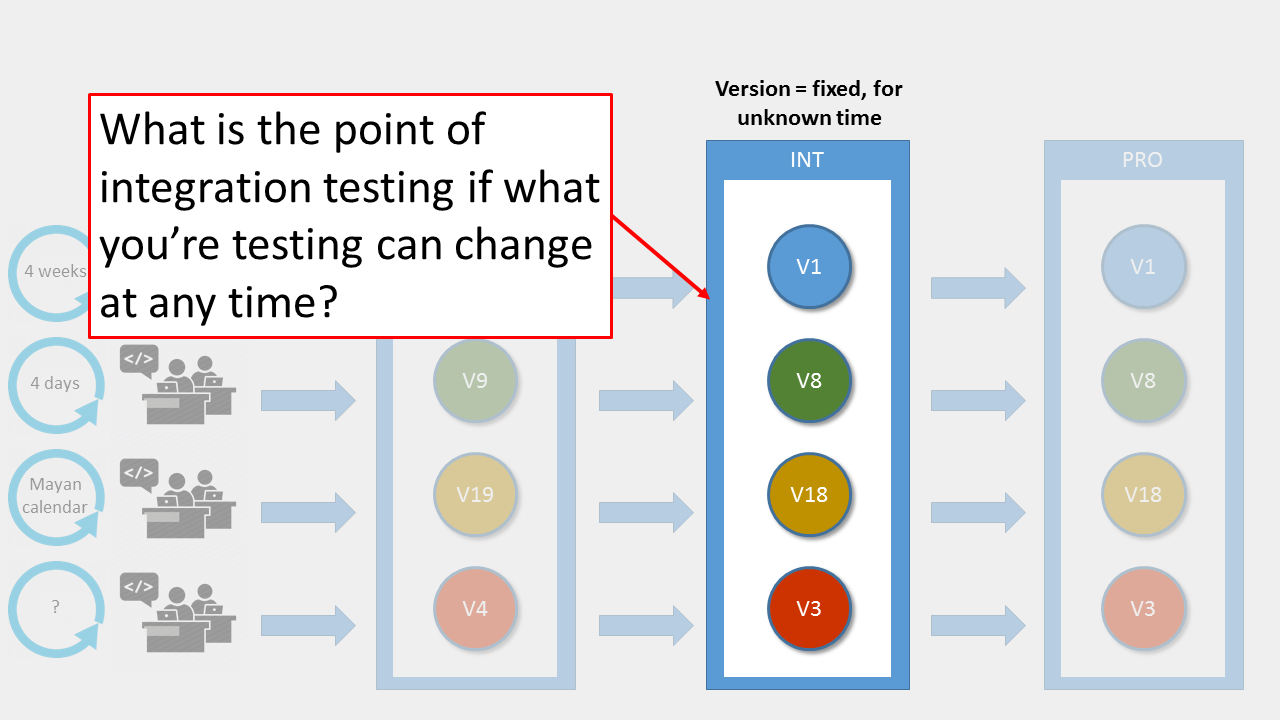 Version = fixed, for
unknown time
What is the point of
integration testing if what
you’re testing can change
at any time?
INT
PRO
4 weeks
V1
V1
4 days
</>
V9
V8
V8
Mayan
calendar
</>
V19
V18
V18
?
</>
V4
V3
V3